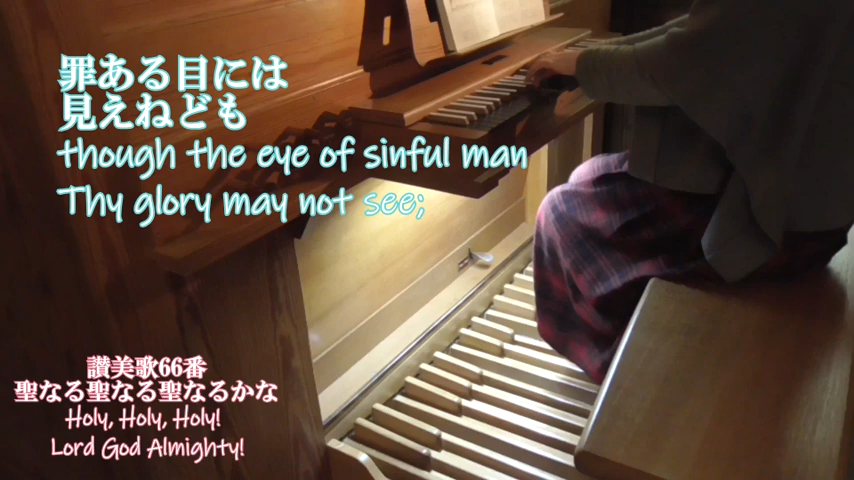 罪ある目には
見えねども
though the eye of sinful man
Thy glory may not see;
讃美歌66番
聖なる聖なる聖なるかな
Holy, Holy, Holy!
Lord God Almighty!